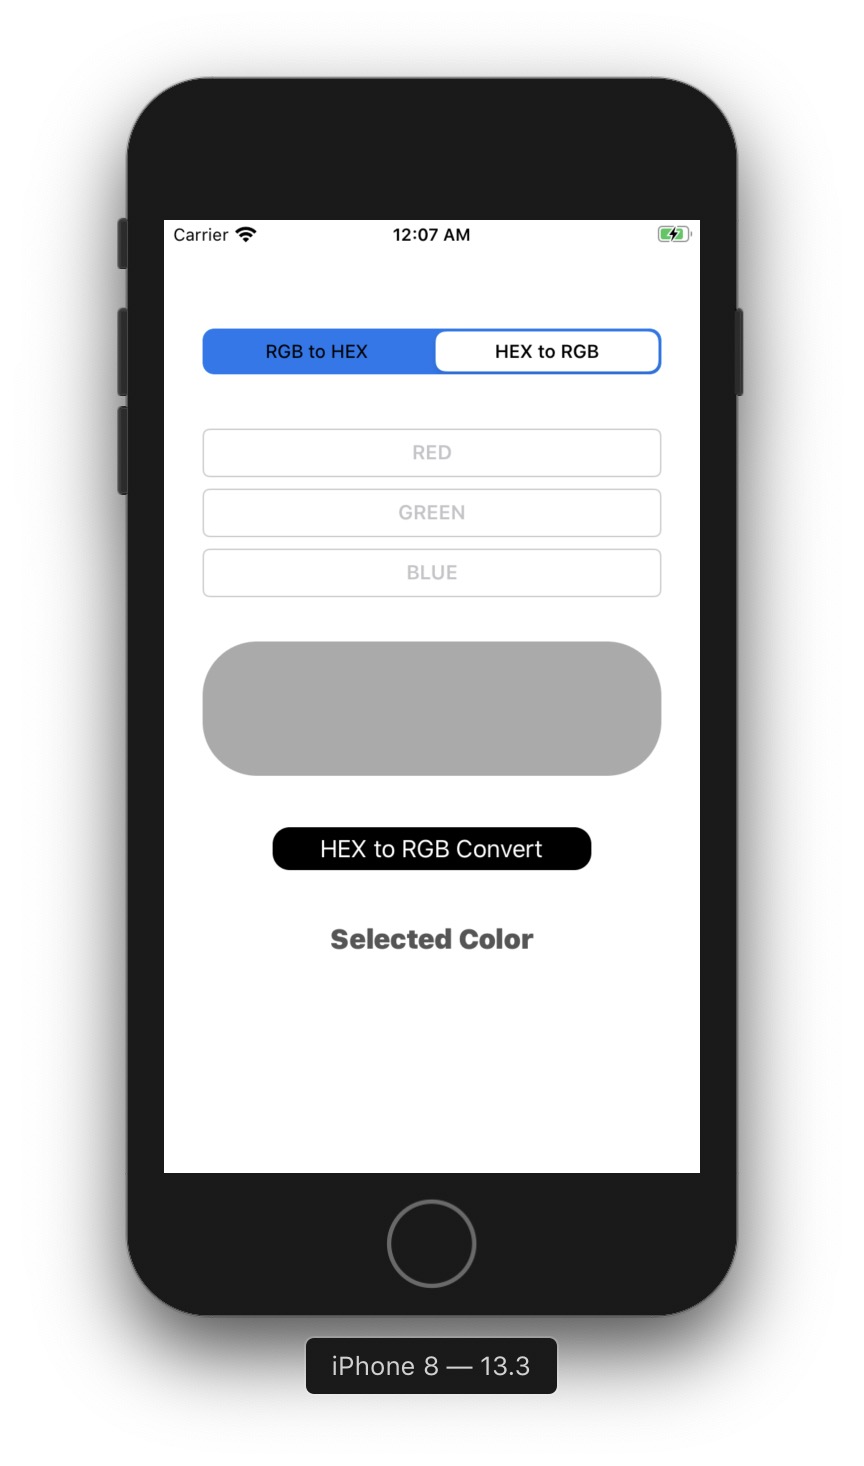 Carrier 12:07 AM
RGB to HEX HEX to RGB
RED
GREEN
BLUE
HEX to RGB Convert
Selected Color
iPhone 8 — 13.3